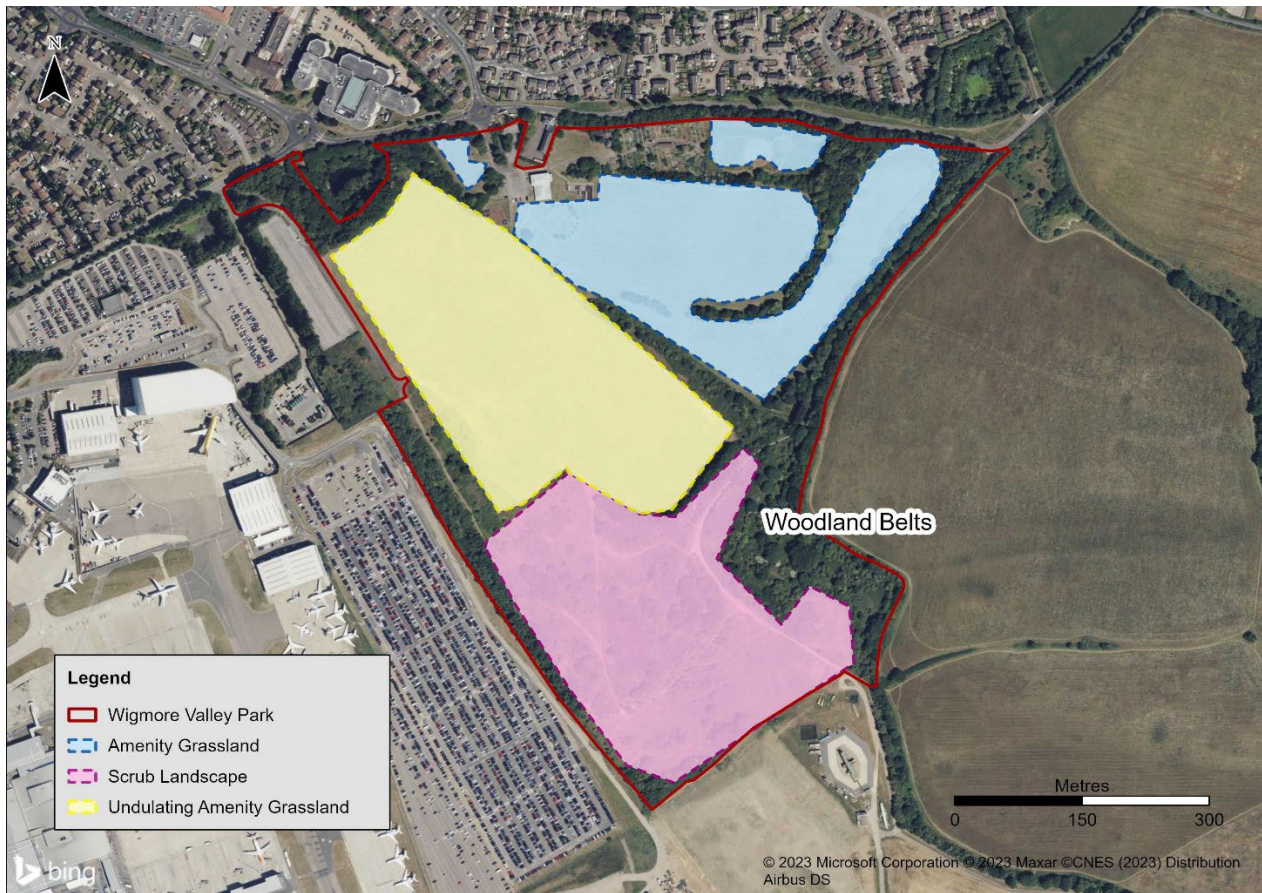 N
Woodland Belts
Legend
Wigmore Valley Park
Amenity Grassland
Scrub Landscape
Undulating Amenity Grassland
Metres
0 150 300
bing
© 2023 Microsoft Corporation © 2023 Maxar ©CNES (2023) Distribution
Airbus DS